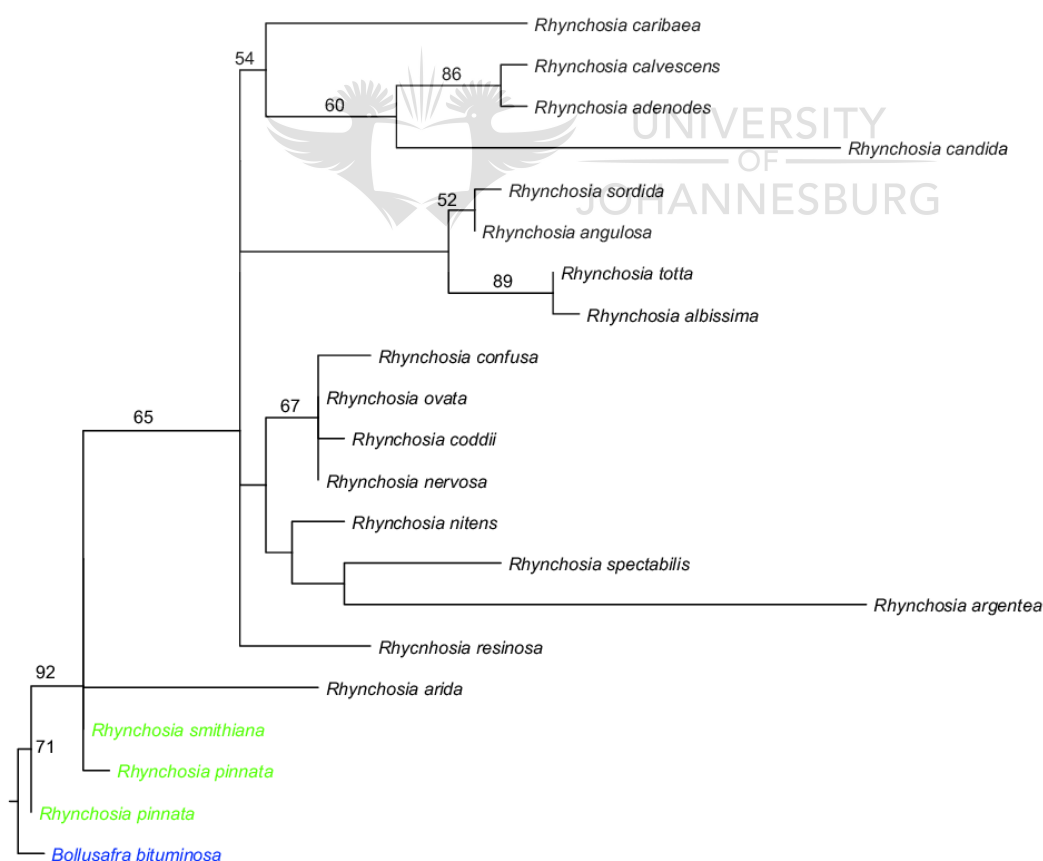 Rhynchosia caribaea
54
86
Rhynchosia calvescens
60
Rhynchosia adenodes
UNIVERSITY
Rhynchosia candida
OF
52
Rhynchosia sordida
JOHANNESBURG
Rhynchosia angulosa
89
Rhynchosia totta
Rhynchosia albissima
Rhynchosia confusa
67
Rhynchosia ovata
65
Rhynchosia coddii
Rhynchosia nervosa
Rhynchosia nitens
Rhynchosia spectabilis
Rhynchosia argentea
Rhycnhosia resinosa
92
Rhynchosia arida
Rhynchosia smithiana
71
Rhynchosia pinnata
Rhynchosia pinnata
Bollusafra bituminosa